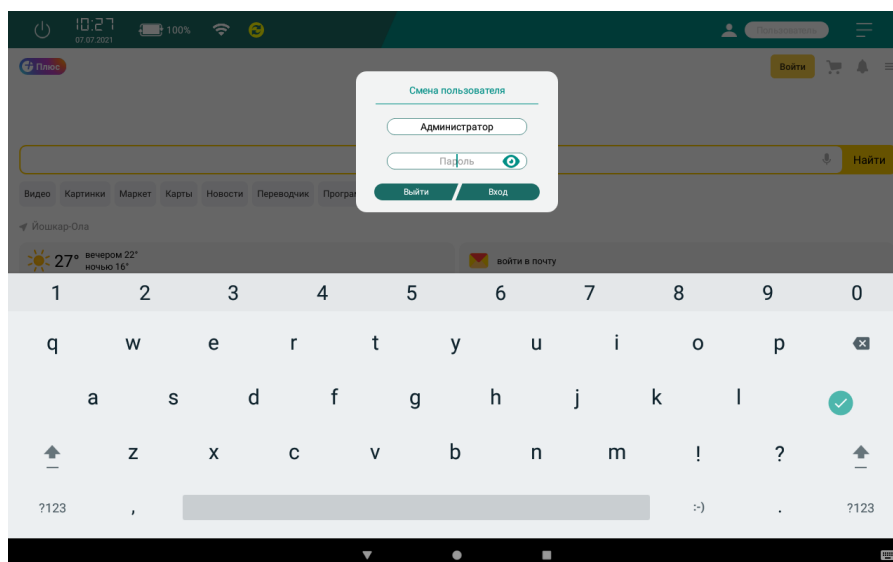 10:27
07.07.2021
100%
Пользователь
Плюс
Войти
Смена пользователя
Администратор
Пароль
Выйти
Вход
Найти
Видео Картинки Маркет Карты Новости Переводчик
Йошкар-Ола
27° вечером 22°
ночью 16°
войти в почту
1 2 3 4 5 6 7 8 9 0
q w e r t y u i o p
a s d f g h j k l
z x c v b n m ! ?
?123 , :-) . ?123